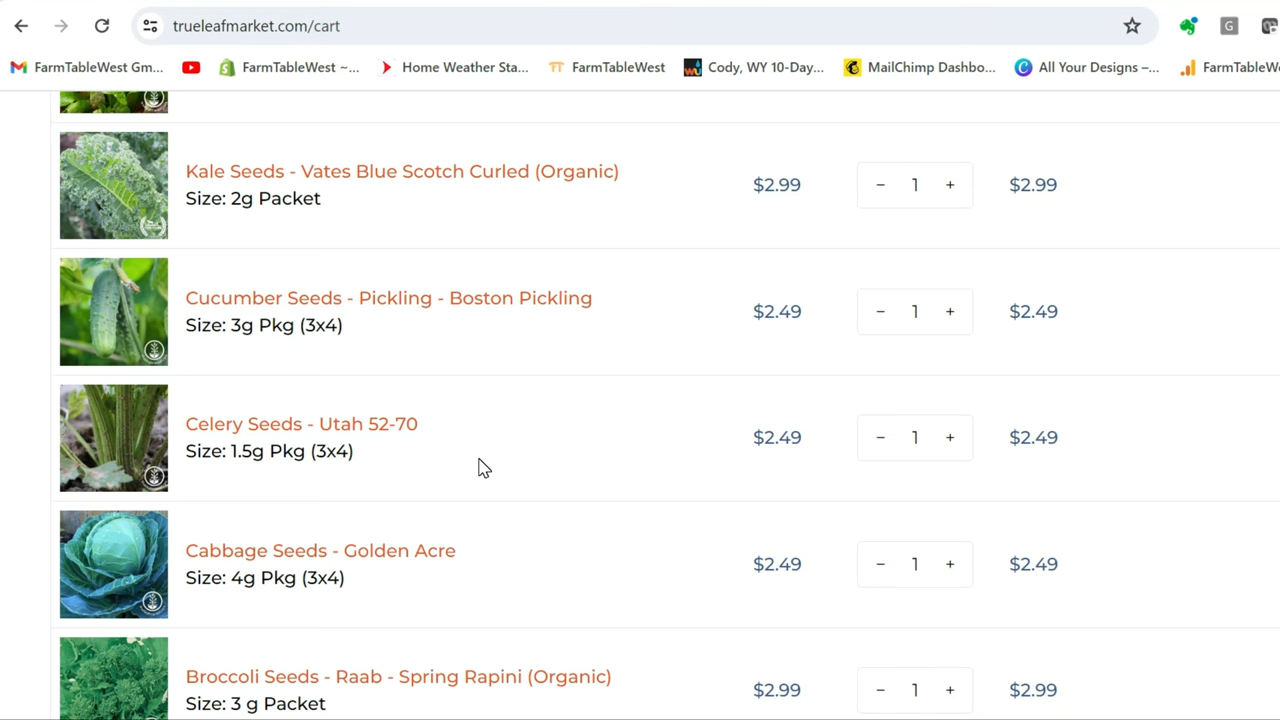 trueleafmarket.com/cart
G
FarmTableWest Gm... FarmTableWest ~... Home Weather Sta... TT FarmTableWest WU Cody, WY 10-Day... MailChimp Dashbo... C All Your Designs –... FarmTableWe
Kale Seeds - Vates Blue Scotch Curled (Organic)
Size: 2g Packet
$2.99 − 1 + $2.99
Cucumber Seeds - Pickling - Boston Pickling
Size: 3g Pkg (3x4)
$2.49 − 1 + $2.49
Celery Seeds - Utah 52-70
Size: 1.5g Pkg (3x4)
$2.49 − 1 + $2.49
Cabbage Seeds - Golden Acre
Size: 4g Pkg (3x4)
$2.49 − 1 + $2.49
Broccoli Seeds - Raab - Spring Rapini (Organic)
Size: 3 g Packet
$2.99 − 1 + $2.99